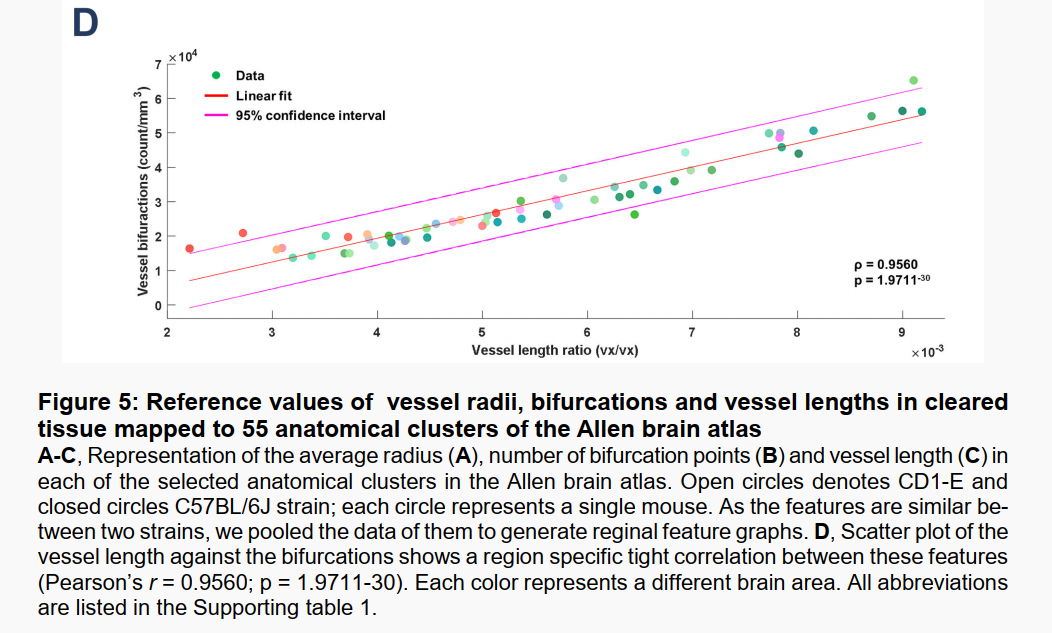 D
×10⁴
7
6
5
4
3
2
1
0
Vessel bifuractions (count/mm ³)
Data
Linear fit
95% confidence interval
ρ = 0.9560
p = 1.9711⁻³⁰
2 3 4 5 6 7 8 9
Vessel length ratio (vx/vx)
×10⁻³
Figure 5: Reference values of vessel radii, bifurcations and vessel lengths in cleared
tissue mapped to 55 anatomical clusters of the Allen brain atlas
A-C, Representation of the average radius (A), number of bifurcation points (B) and vessel length (C) in
each of the selected anatomical clusters in the Allen brain atlas. Open circles denotes CD1-E and
closed circles C57BL/6J strain; each circle represents a single mouse. As the features are similar be-
tween two strains, we pooled the data of them to generate reginal feature graphs. D, Scatter plot of the
vessel length against the bifurcations shows a region specific tight correlation between these features
(Pearson's r = 0.9560; p = 1.9711-30). Each color represents a different brain area. All abbreviations
are listed in the Supporting table 1.